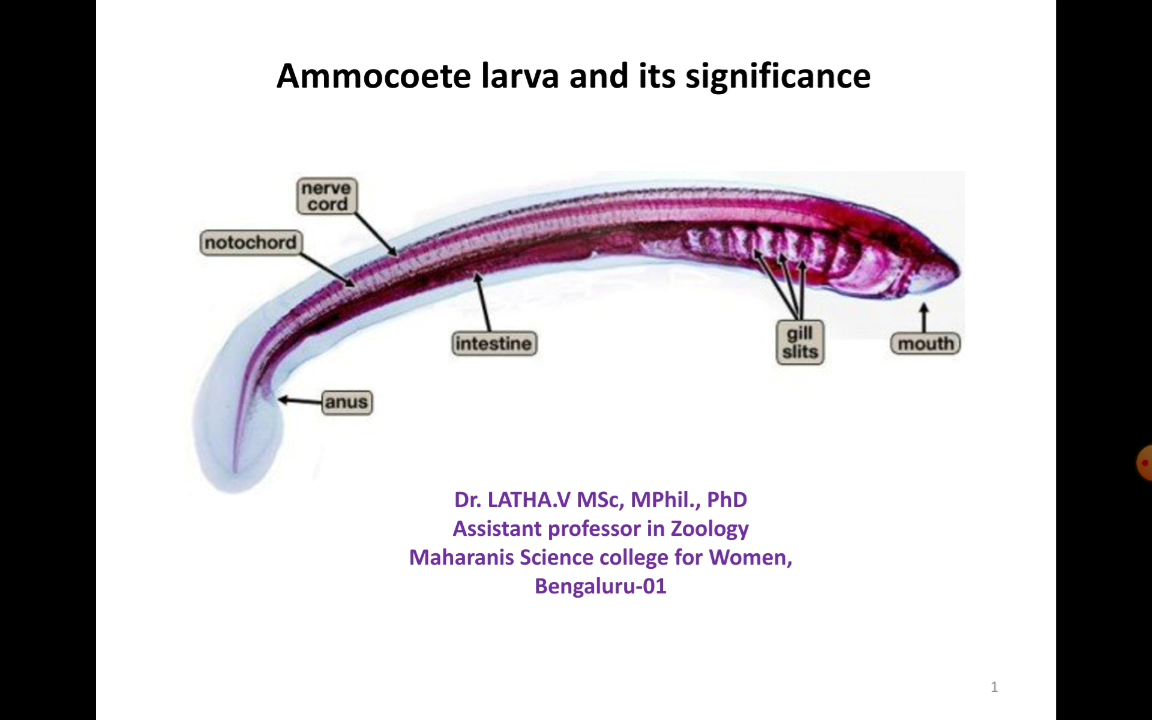 Ammocoete larva and its significance
nerve
cord
notochord
intestine
gill
slits
mouth
anus
Dr. LATHA.V MSc, MPhil., PhD
Assistant professor in Zoology
Maharanis Science college for Women,
Bengaluru-01
1